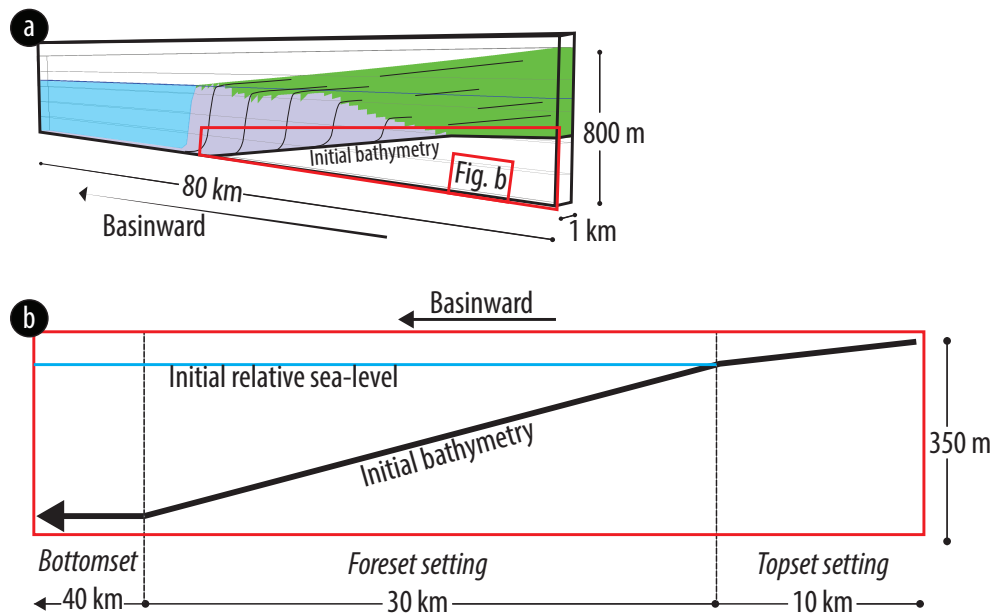 a
Initial bathymetry
Fig. b
800 m
80 km
1 km
Basinward
b
Basinward
Initial relative sea-level
Initial bathymetry
350 m
Bottomset
Foreset setting
Topset setting
40 km
30 km
10 km